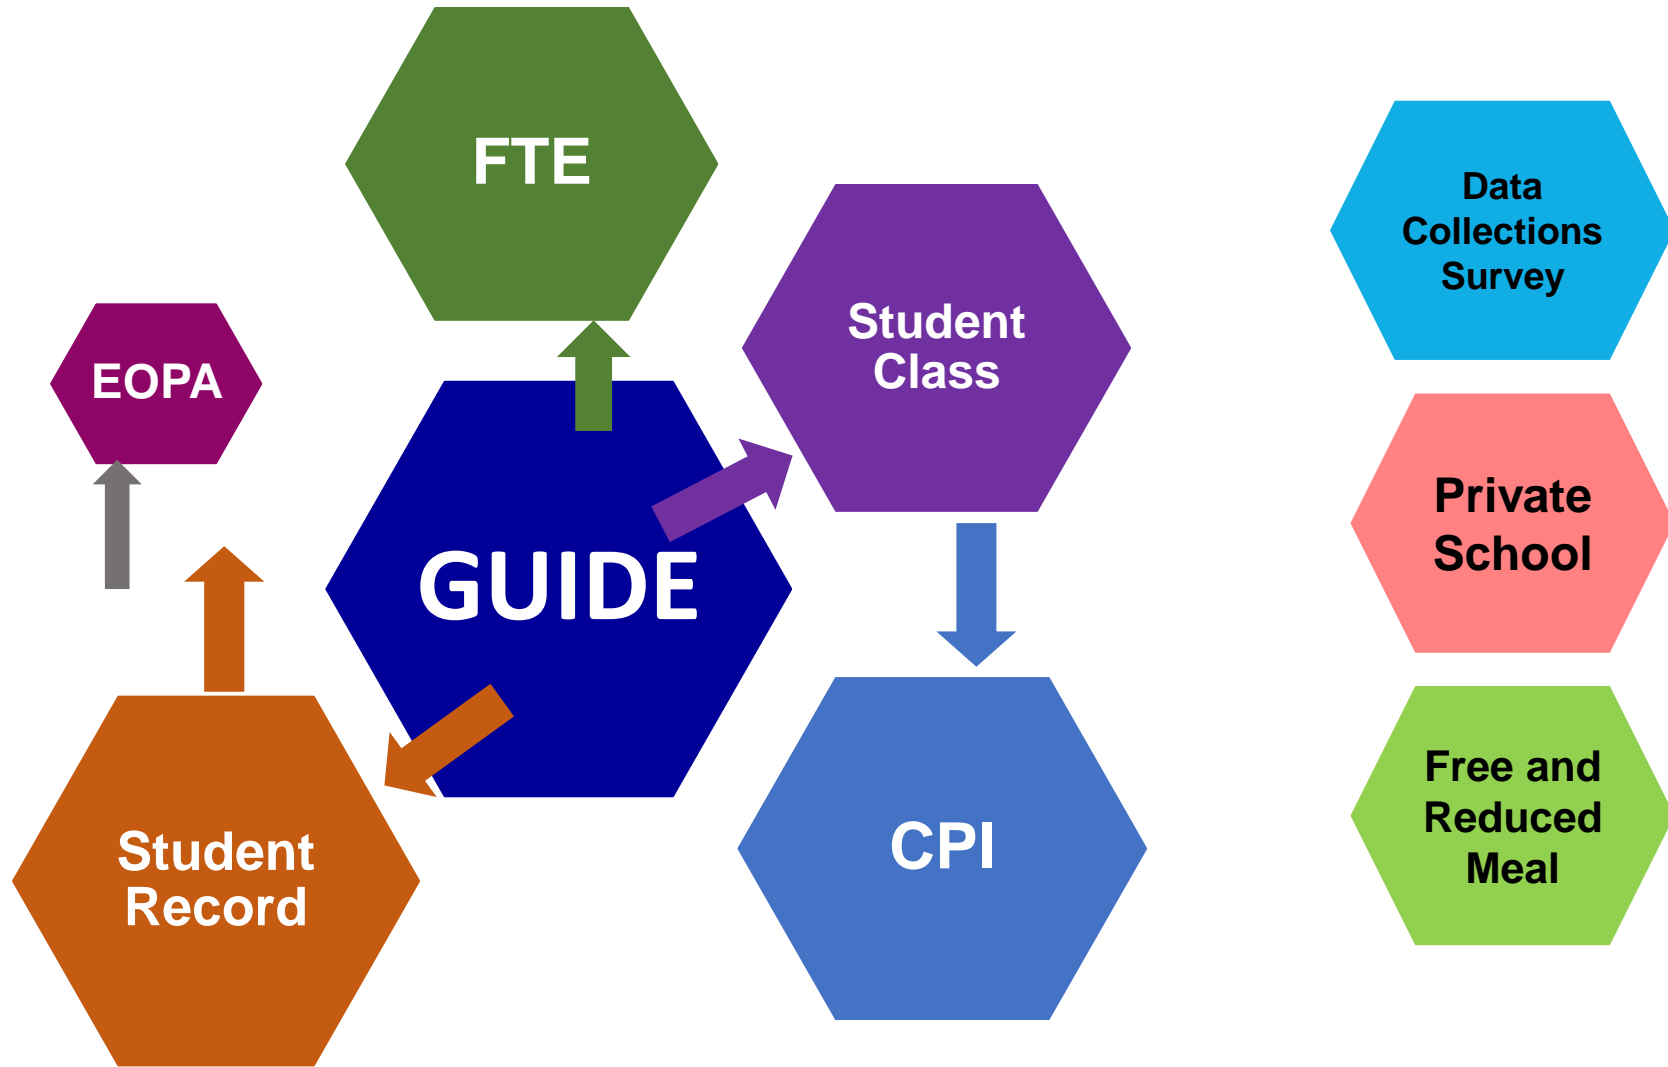 FTE
Student
Class
EOPA
GUIDE
Student
Record
CPI
Data
Collections
Survey
Private
School
Free and
Reduced
Meal